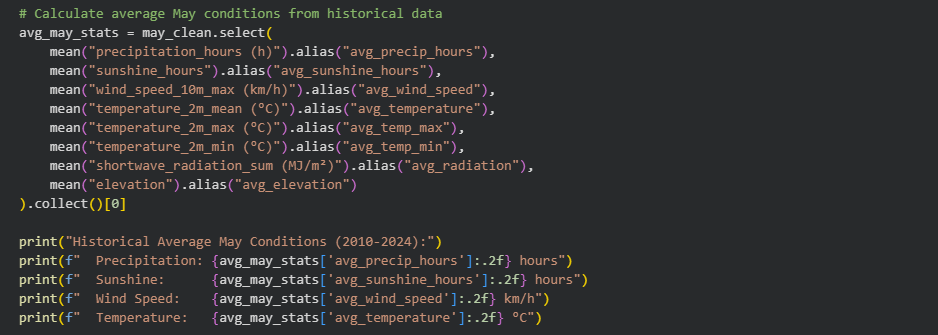 # Calculate average May conditions from historical data
avg_may_stats = may_clean.select(
    mean("precipitation_hours (h)").alias("avg_precip_hours"),
    mean("sunshine_hours").alias("avg_sunshine_hours"),
    mean("wind_speed_10m_max (km/h)").alias("avg_wind_speed"),
    mean("temperature_2m_mean (°C)").alias("avg_temperature"),
    mean("temperature_2m_max (°C)").alias("avg_temp_max"),
    mean("temperature_2m_min (°C)").alias("avg_temp_min"),
    mean("shortwave_radiation_sum (MJ/m²)").alias("avg_radiation"),
    mean("elevation").alias("avg_elevation")
).collect()[0]

print("Historical Average May Conditions (2010-2024):")
print(f"  Precipitation: {avg_may_stats['avg_precip_hours']:.2f} hours")
print(f"  Sunshine:      {avg_may_stats['avg_sunshine_hours']:.2f} hours")
print(f"  Wind Speed:    {avg_may_stats['avg_wind_speed']:.2f} km/h")
print(f"  Temperature:   {avg_may_stats['avg_temperature']:.2f} °C")